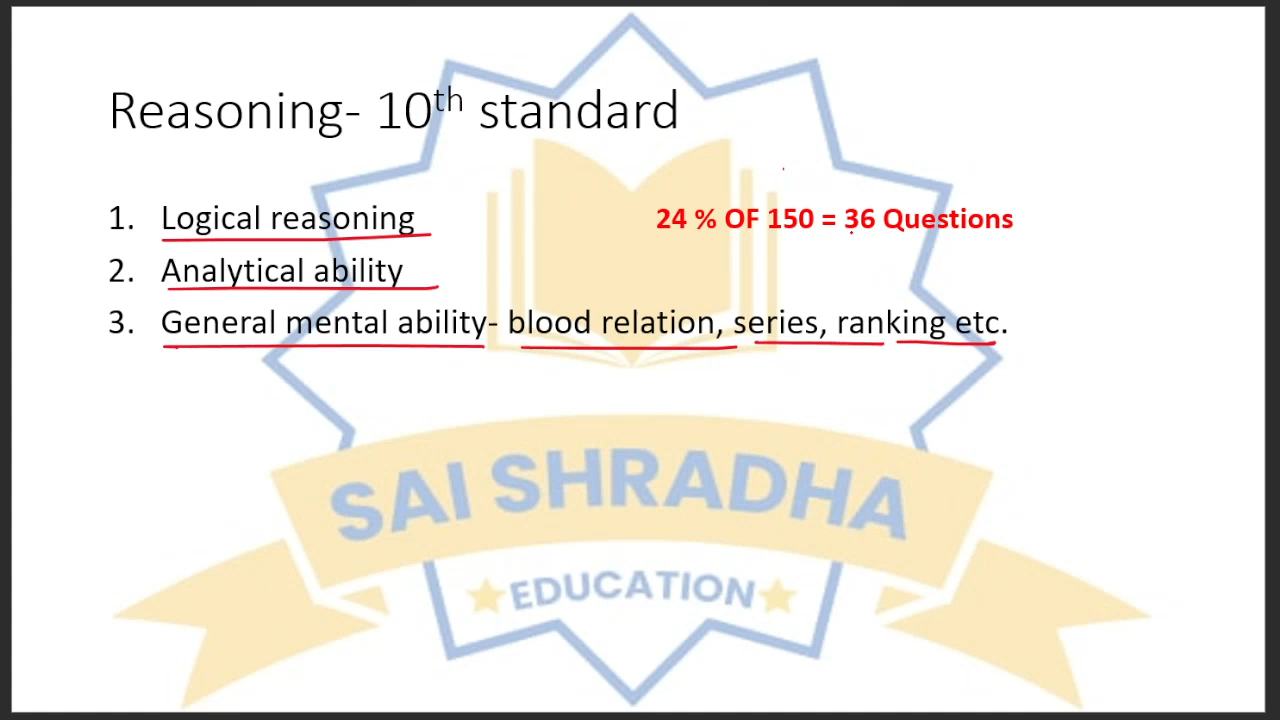 Reasoning- 10th standard
1. Logical reasoning
24 % OF 150 = 36 Questions
2. Analytical ability
3. General mental ability- blood relation, series, ranking etc.
SAI SHRADHA
EDUCATION